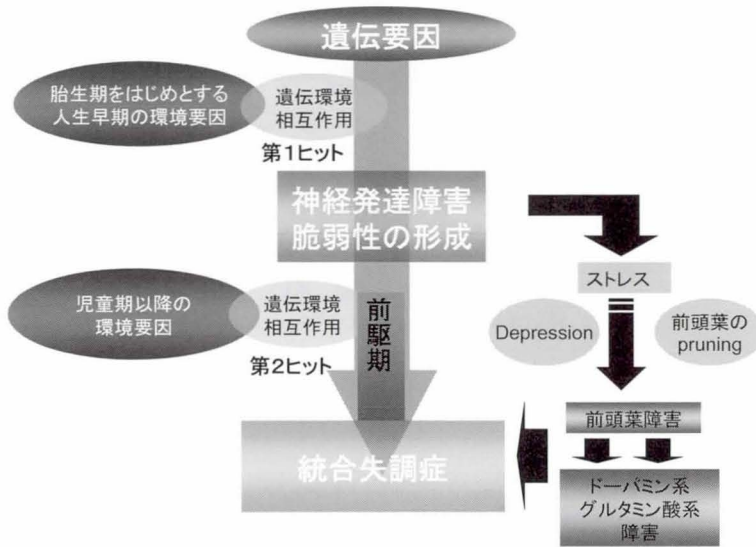 遺伝要因
胎生期をはじめとする
人生早期の環境要因
遺伝環境
相互作用
第1ヒット
神経発達障害
脆弱性の形成
ストレス
児童期以降の
環境要因
遺伝環境
相互作用
第2ヒット
前駆期
Depression
前頭葉の
pruning
前頭葉障害
統合失調症
ドーパミン系
グルタミン酸系
障害